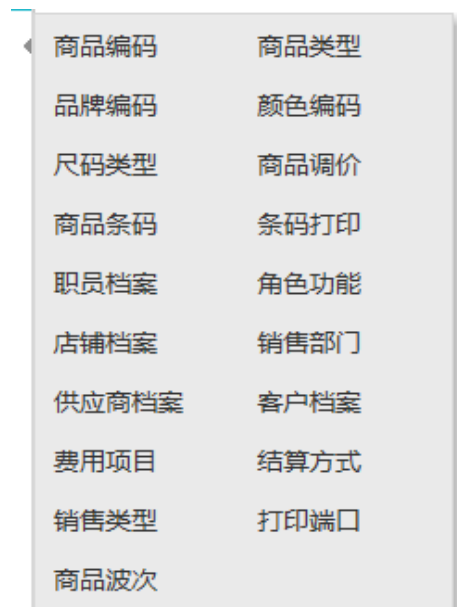 商品编码 商品类型
品牌编码 颜色编码
尺码类型 商品调价
商品条码 条码打印
职员档案 角色功能
店铺档案 销售部门
供应商档案 客户档案
费用项目 结算方式
销售类型 打印端口
商品波次